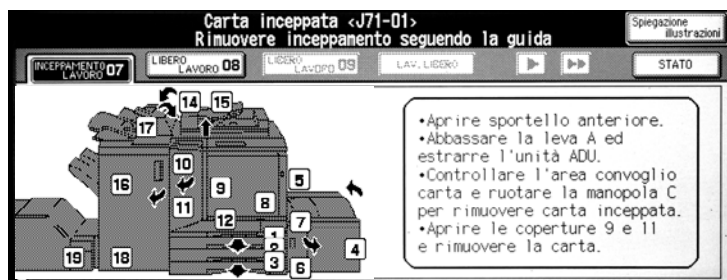 Carta inceppata <J71-01>
Rimuovere inceppamento seguendo la guida
Spiegazione
illustrazioni
INCEPPAMENTO
LAVORO 07
LIBERO
LAVORO 08
LIBERO
LAVORO 09
LAV. LIBERO
STATO
14 15
17
10
16
9
5
11
8
12
7
1
2
4
3
19 18
6
•Aprire sportello anteriore.
•Abbassare la leva A ed
estrarre l'unità ADU.
•Controllare l'area convoglio
carta e ruotare la manopola C
per rimuovere carta inceppata.
•Aprire le coperture 9 e 11
e rimuovere la carta.